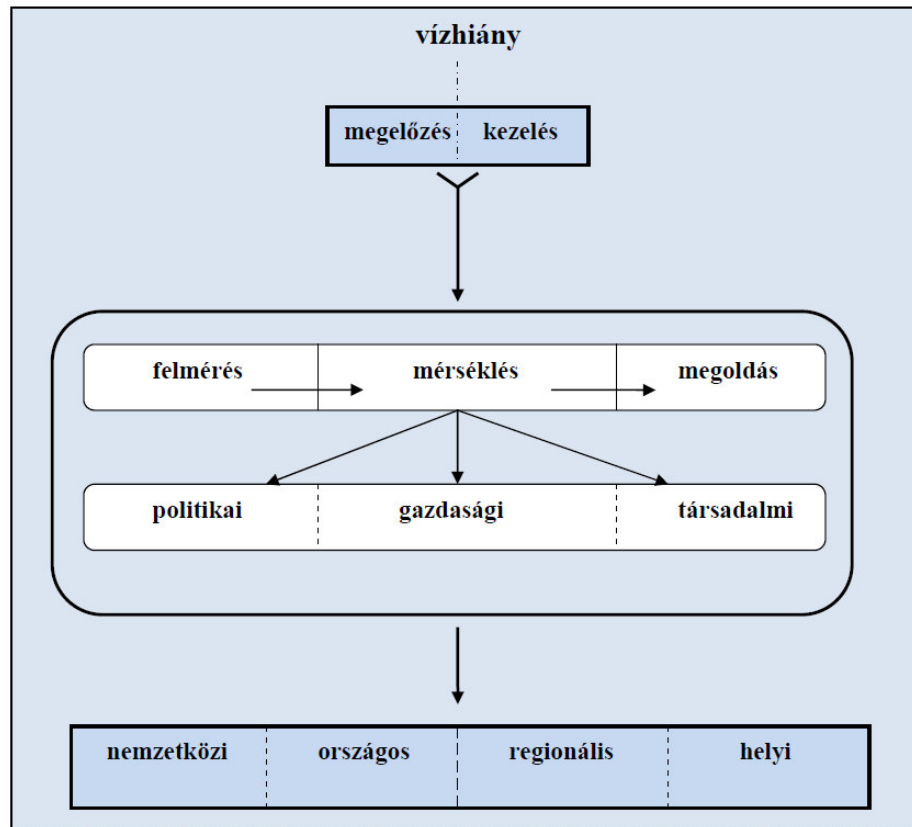 vízhiány
megelőzés kezelés
felmérés mérséklés megoldás
politikai gazdasági társadalmi
nemzetközi országos regionális helyi